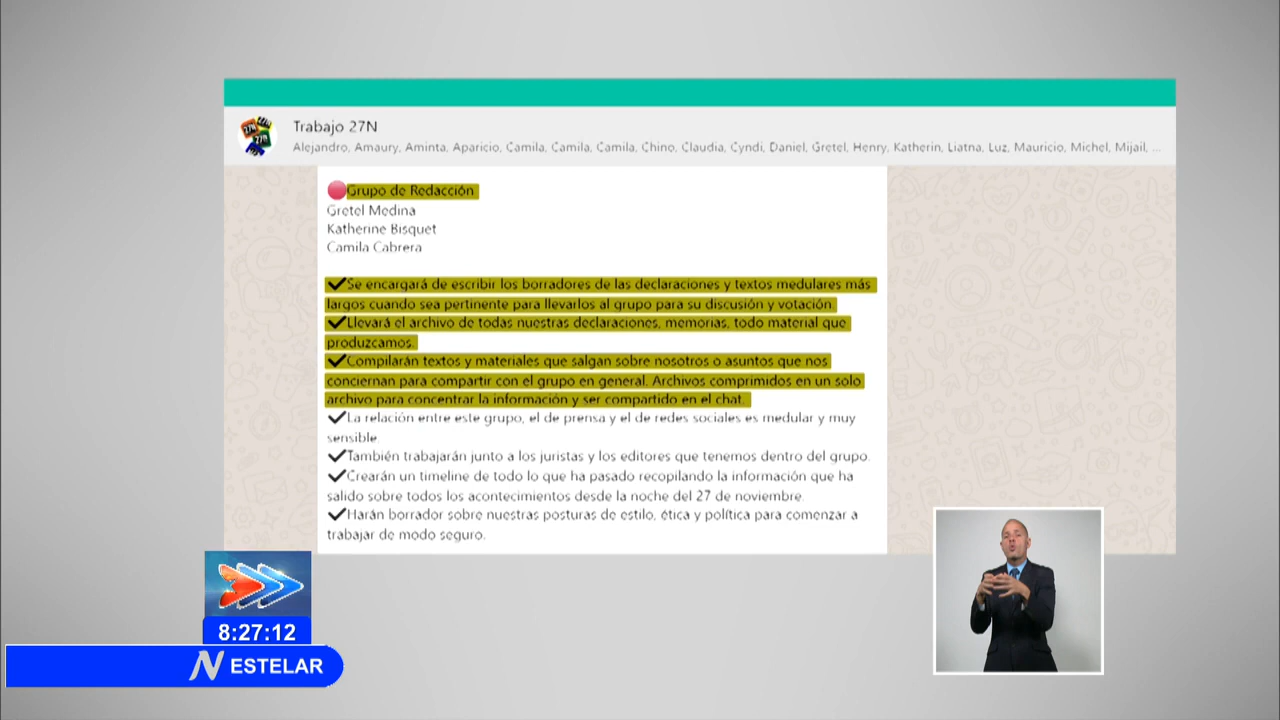 Trabajo 27N
Alejandro, Amaury, Aminta, Aparicio, Camila, Camila, Camila, Chino, Claudia, Cyndi, Daniel, Gretel, Henry, Katherin, Liatna, Luz, Mauricio, Michel, Mijail, ...
Grupo de Redacción
Gretel Medina
Katherine Bisquet
Camila Cabrera
✔Se encargará de escribir los borradores de las declaraciones y textos medulares más
largos cuando sea pertinente para llevarlos al grupo para su discusión y votación.
✔Llevará el archivo de todas nuestras declaraciones, memorias, todo material que
produzcamos.
✔Compilarán textos y materiales que salgan sobre nosotros o asuntos que nos
conciernan para compartir con el grupo en general. Archivos comprimidos en un solo
archivo para concentrar la información y ser compartido en el chat.
✔La relación entre este grupo, el de prensa y el de redes sociales es medular y muy
sensible.
✔También trabajarán junto a los juristas y los editores que tenemos dentro del grupo.
✔Crearán un timeline de todo lo que ha pasado recopilando la información que ha
salido sobre todos los acontecimientos desde la noche del 27 de noviembre.
✔Harán borrador sobre nuestras posturas de estilo, ética y política para comenzar a
trabajar de modo seguro.
8:27:12
N ESTELAR